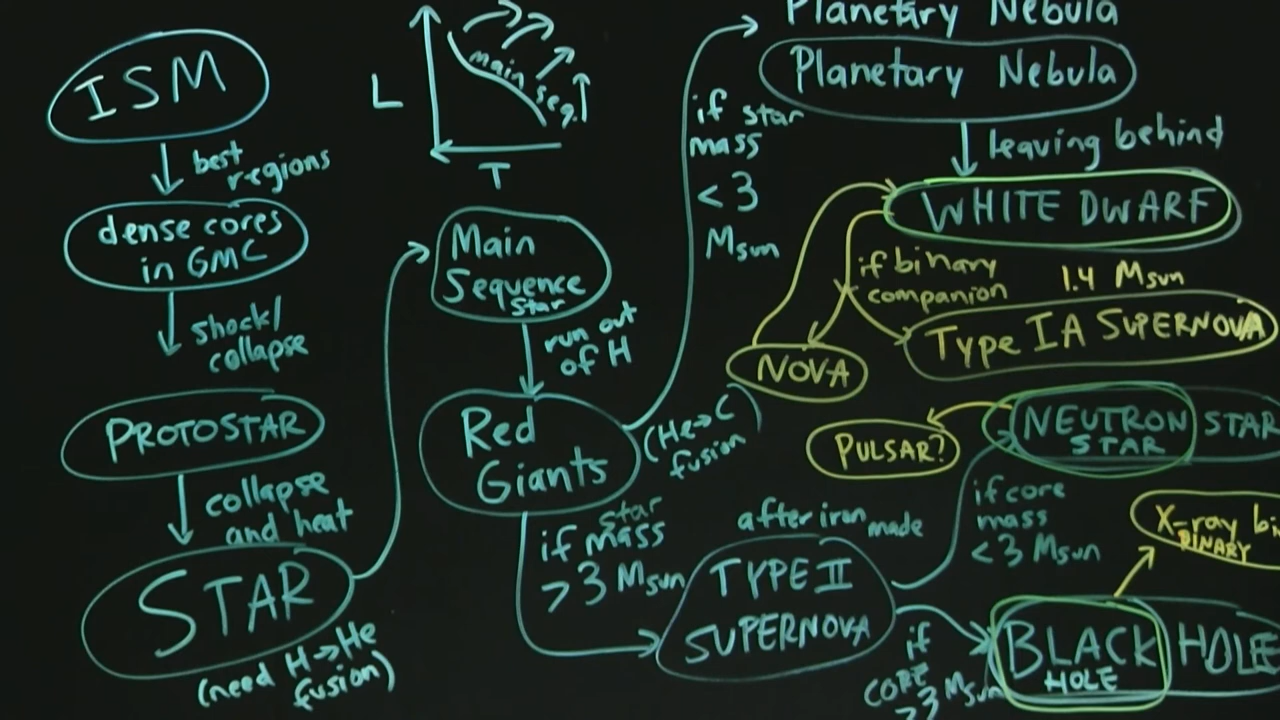 ISM
best
regions
dense cores
in GMC
shock/
collapse
PROTOSTAR
collapse
and heat
STAR
(need H→He
fusion)
L
main seq.
T
Main
Sequence
star
run out
of H
Red
Giants
(He→C
fusion)
if star
mass
< 3
Msun
Planetary Nebula
Planetary Nebula
leaving behind
WHITE DWARF
if binary
companion
1.4 Msun
Type IA SUPERNOVA
NOVA
star
if mass
> 3 Msun
after iron made
TYPE II
SUPERNOVA
if core
mass
< 3 Msun
NEUTRON STAR
STAR
PULSAR?
if
CORE
>3 Msun
BLACK HOLE
HOLE
X-ray bi
BINARY